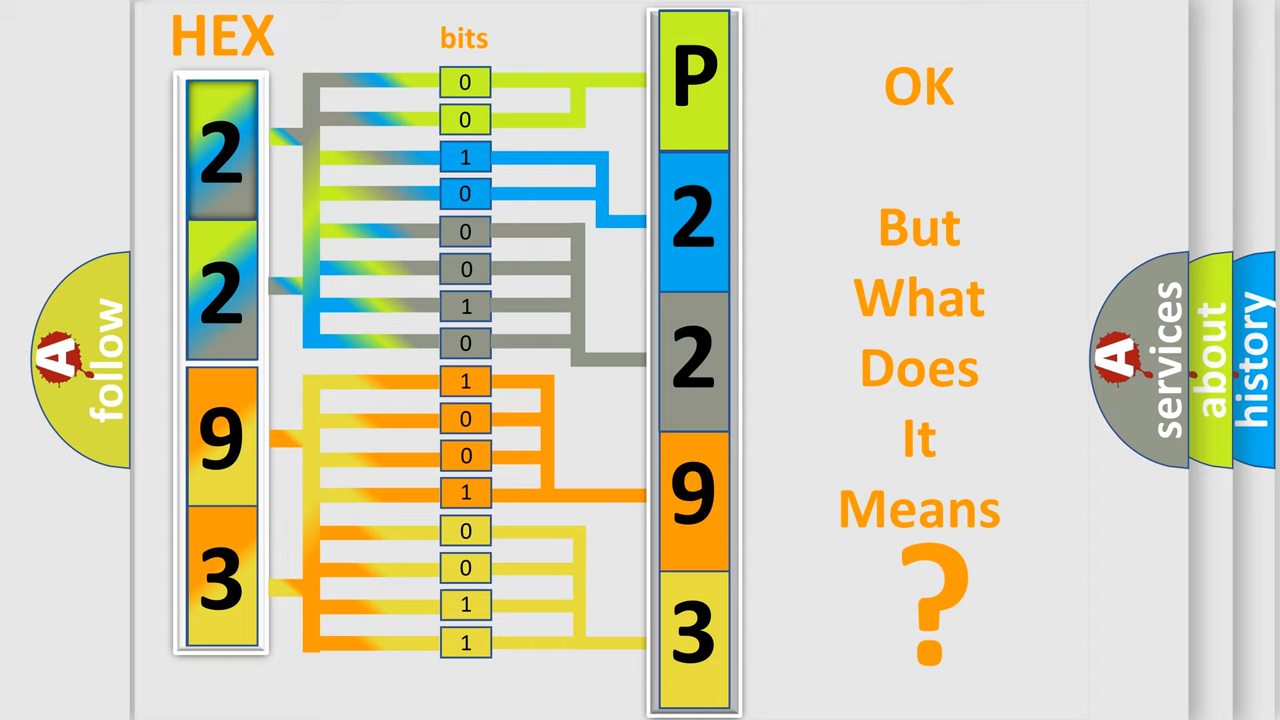 HEX
bits
2
2
9
3
0
0
1
0
0
0
1
0
1
0
0
1
0
0
1
1
P
2
2
9
3
OK
But
What
Does
It
Means
?
A
follow
A
services
about
history